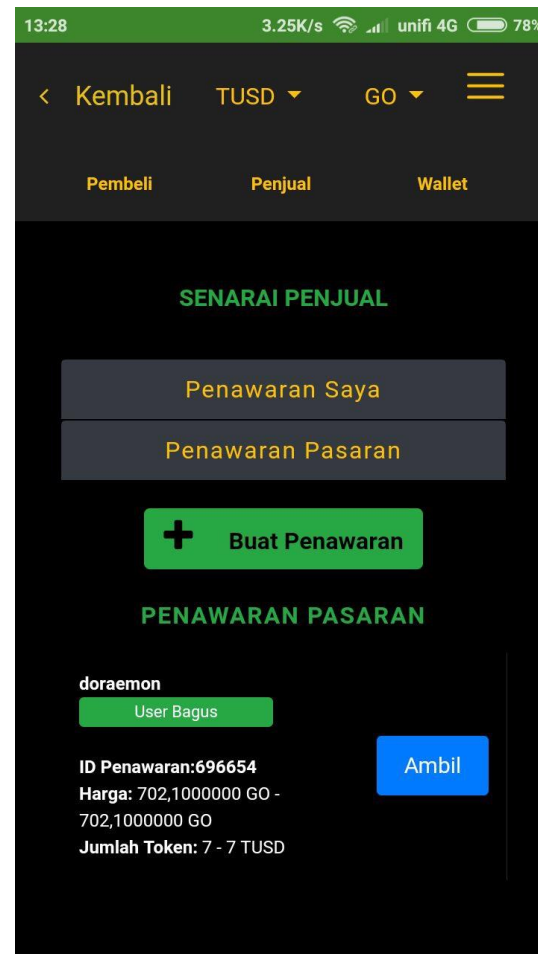 13:28 3.25K/s unifi 4G 78%
< Kembali TUSD GO
Pembeli Penjual Wallet
SENARAI PENJUAL
Penawaran Saya
Penawaran Pasaran
+ Buat Penawaran
PENAWARAN PASARAN
doraemon
User Bagus
ID Penawaran:696654
Ambil
Harga: 702,1000000 GO -
702,1000000 GO
Jumlah Token: 7 - 7 TUSD